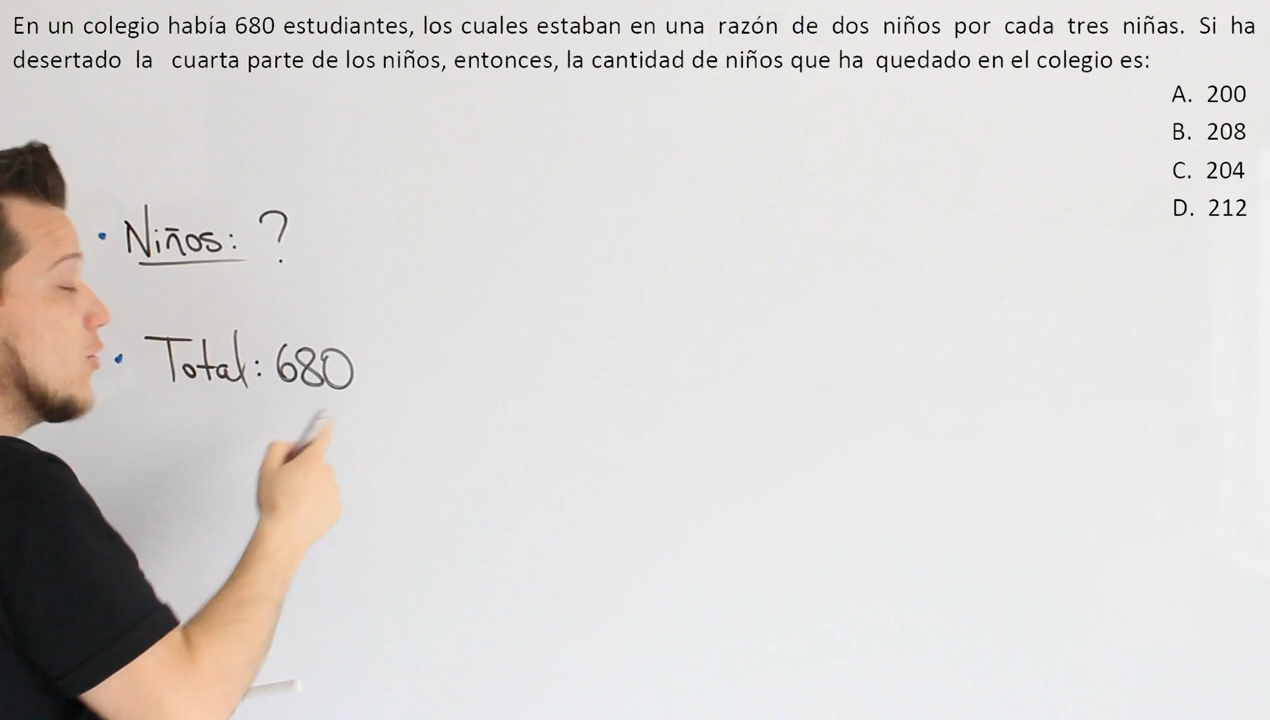 En un colegio había 680 estudiantes, los cuales estaban en una razón de dos niños por cada tres niñas. Si ha
desertado la cuarta parte de los niños, entonces, la cantidad de niños que ha quedado en el colegio es:
A. 200
B. 208
C. 204
D. 212
• Niños: ?
• Total: 680